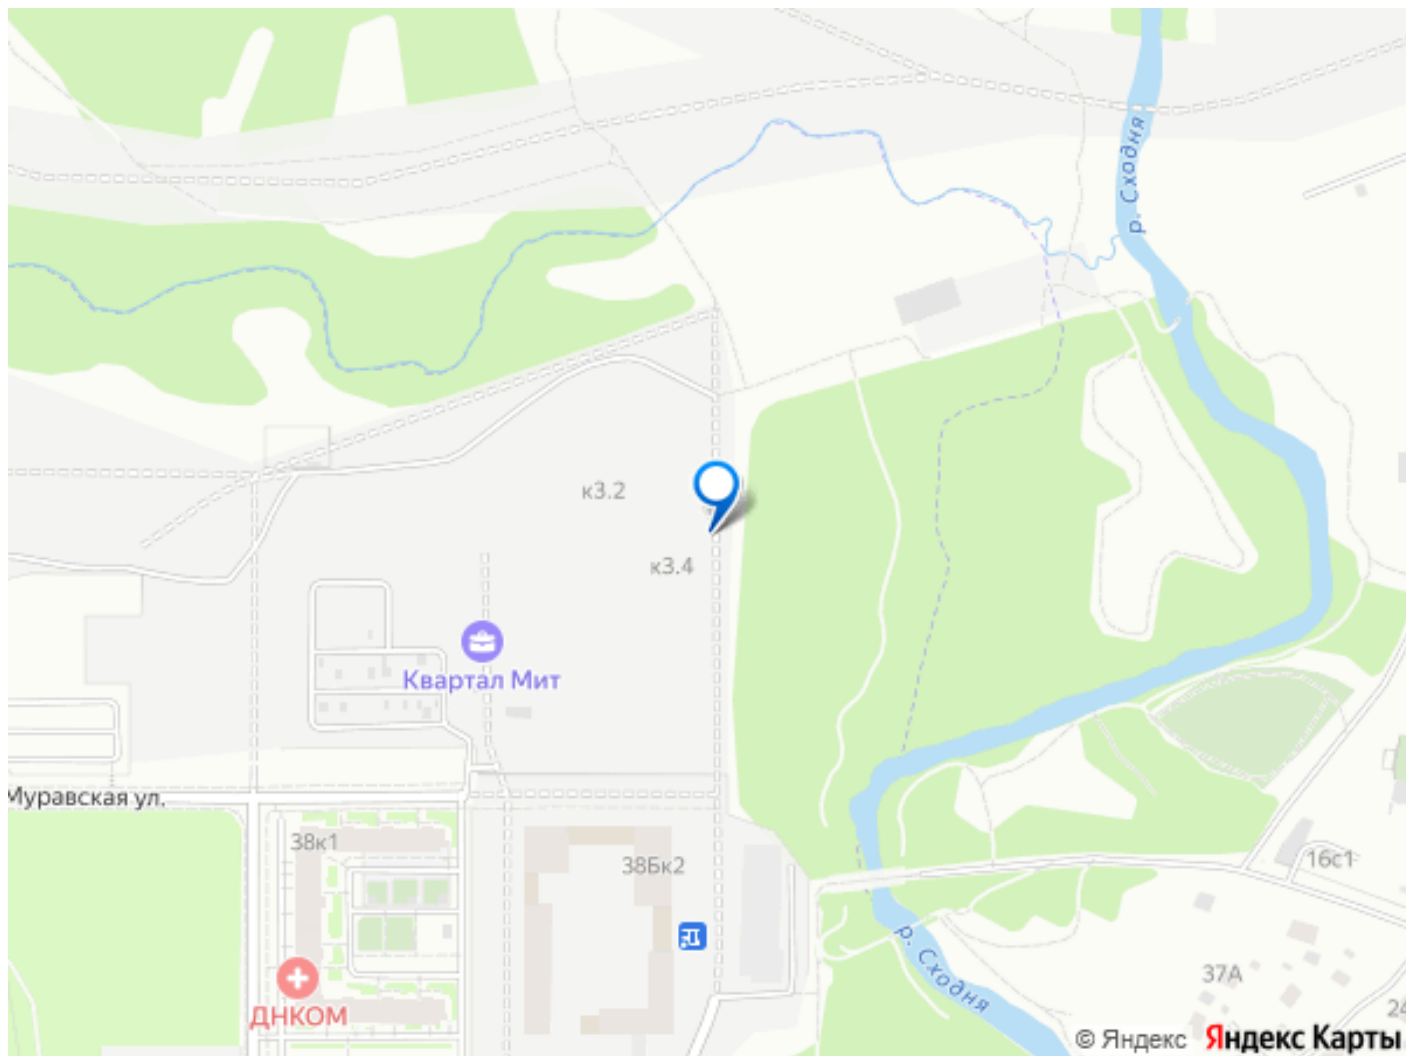 р. Сходня
к3.2
к3.4
Квартал Мит
Муравская ул.
38к1
38Бк2
16с1
р. Сходня
37А
ДНКОМ
24
© Яндекс Яндекс Карты